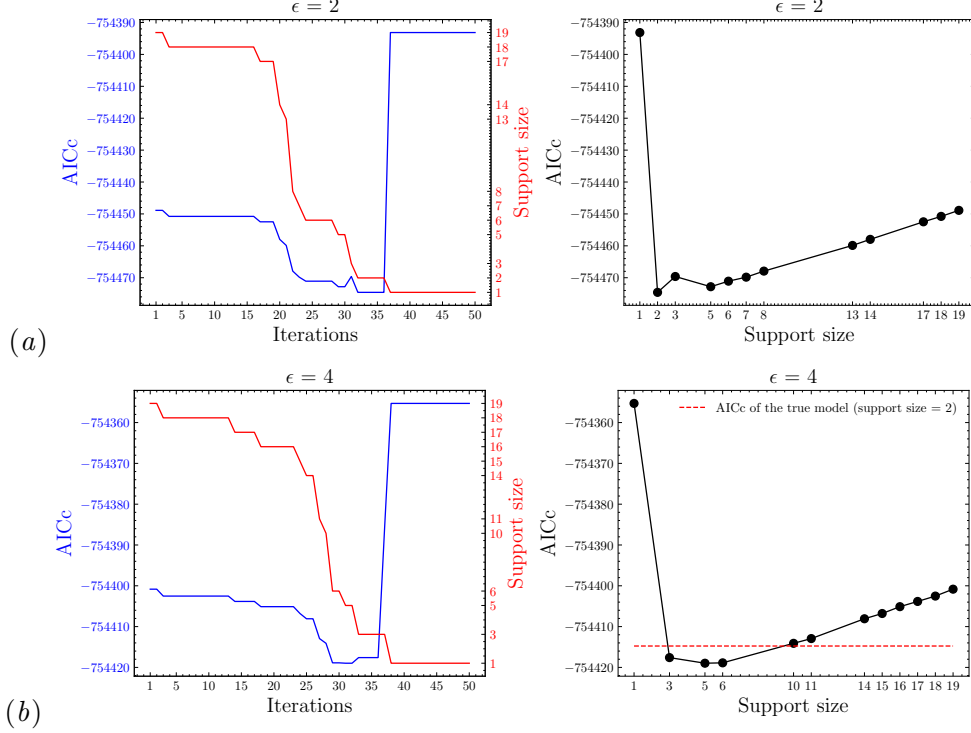 ϵ = 2
−754390
−754400
−754410
−754420
−754430
−754440
−754450
−754460
−754470
AICc
19
18
17
14
13
8
7
6
5
3
2
1
Support size
1 5 10 15 20 25 30 35 40 45 50
Iterations
ϵ = 2
−754390
−754400
−754410
−754420
−754430
−754440
−754450
−754460
−754470
AICc
1 2 3 5 6 7 8 13 14 17 18 19
Support size
(a)
ϵ = 4
−754360
−754370
−754380
−754390
−754400
−754410
−754420
AICc
19
18
17
16
15
14
11
10
6
5
3
1
Support size
1 5 10 15 20 25 30 35 40 45 50
Iterations
ϵ = 4
AICc of the true model (support size = 2)
−754360
−754370
−754380
−754390
−754400
−754410
−754420
AICc
1 3 5 6 10 11 14 15 16 17 18 19
Support size
(b)